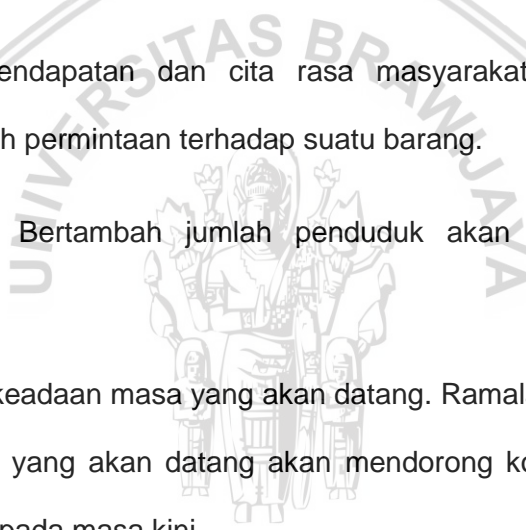 UNIVERSITAS BRAWIJAYA
endapatan dan cita rasa masyarakat
h permintaan terhadap suatu barang.
Bertambah jumlah penduduk akan
keadaan masa yang akan datang. Ramal
yang akan datang akan mendorong ko
pada masa kini